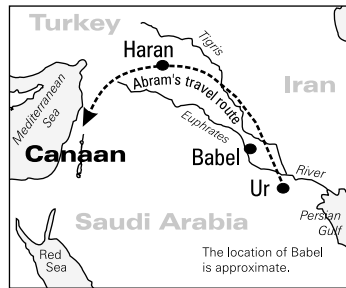 Turkey
Haran
Tigris
Iran
Abram's travel route
Mediterranean
Sea
Euphrates
Canaan
Babel
River
Ur
Saudi Arabia
Persian
Gulf
Red
Sea
The location of Babel
is approximate.